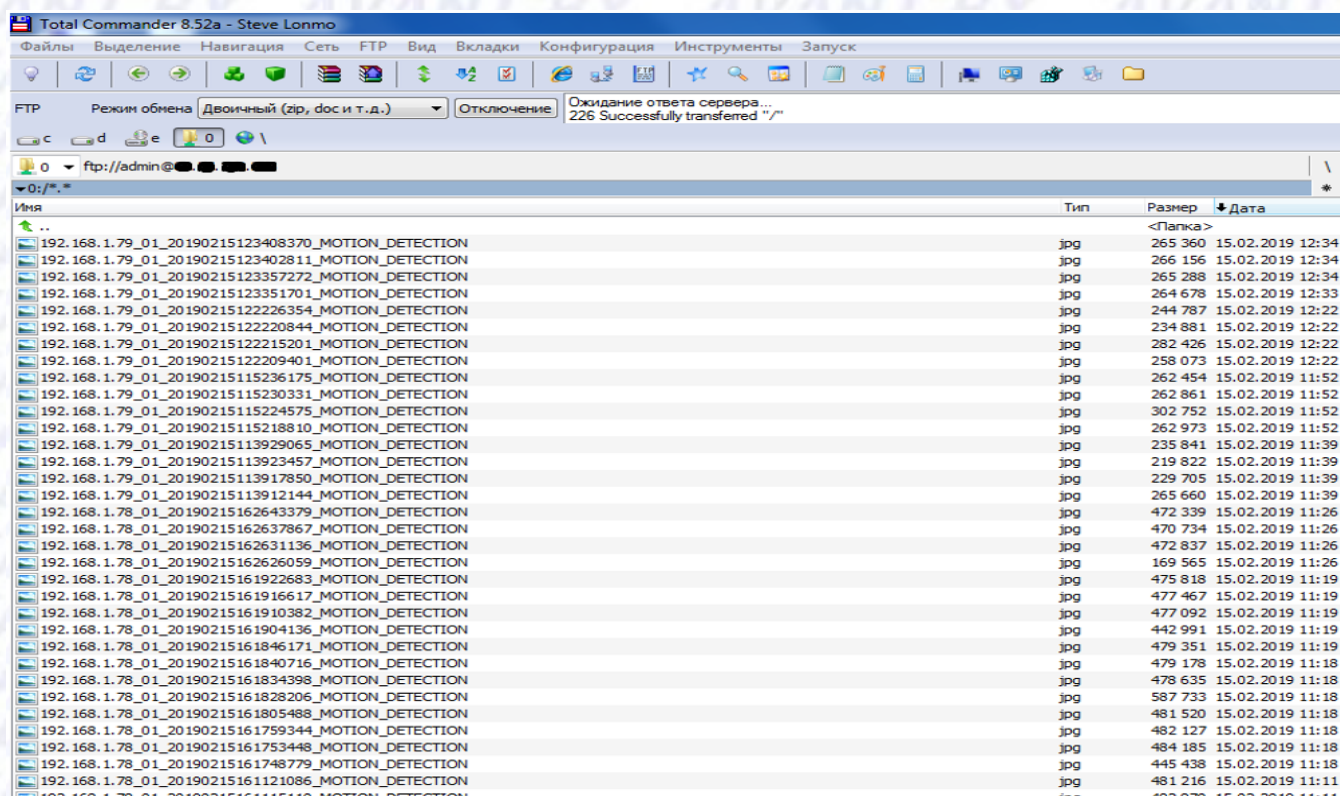 Total Commander 8.52a - Steve Lonmo
Файлы Выделение Навигация Сеть FTP Вид Вкладки Конфигурация Инструменты Запуск
FTP Режим обмена Двоичный (zip, doc и т.д.) Отключение Ожидание ответа сервера...
226 Successfully transferred "/"
c d e 0 \
0 ftp://admin@ \
0:/*.* *
Имя Тип Размер Дата
.. <Папка>
192.168.1.79_01_20190215123408370_MOTION_DETECTION jpg 265 360 15.02.2019 12:34
192.168.1.79_01_20190215123402811_MOTION_DETECTION jpg 266 156 15.02.2019 12:34
192.168.1.79_01_20190215123357272_MOTION_DETECTION jpg 265 288 15.02.2019 12:34
192.168.1.79_01_20190215123351701_MOTION_DETECTION jpg 264 678 15.02.2019 12:33
192.168.1.79_01_20190215122226354_MOTION_DETECTION jpg 244 787 15.02.2019 12:22
192.168.1.79_01_20190215122220844_MOTION_DETECTION jpg 234 881 15.02.2019 12:22
192.168.1.79_01_20190215122215201_MOTION_DETECTION jpg 282 426 15.02.2019 12:22
192.168.1.79_01_20190215122209401_MOTION_DETECTION jpg 258 073 15.02.2019 12:22
192.168.1.79_01_20190215115236175_MOTION_DETECTION jpg 262 454 15.02.2019 11:52
192.168.1.79_01_20190215115230331_MOTION_DETECTION jpg 262 861 15.02.2019 11:52
192.168.1.79_01_20190215115224575_MOTION_DETECTION jpg 302 752 15.02.2019 11:52
192.168.1.79_01_20190215115218810_MOTION_DETECTION jpg 262 973 15.02.2019 11:52
192.168.1.79_01_20190215113929065_MOTION_DETECTION jpg 235 841 15.02.2019 11:39
192.168.1.79_01_20190215113923457_MOTION_DETECTION jpg 219 822 15.02.2019 11:39
192.168.1.79_01_20190215113917850_MOTION_DETECTION jpg 229 705 15.02.2019 11:39
192.168.1.79_01_20190215113912144_MOTION_DETECTION jpg 265 660 15.02.2019 11:39
192.168.1.78_01_20190215162643379_MOTION_DETECTION jpg 472 339 15.02.2019 11:26
192.168.1.78_01_20190215162637867_MOTION_DETECTION jpg 470 734 15.02.2019 11:26
192.168.1.78_01_20190215162631136_MOTION_DETECTION jpg 472 837 15.02.2019 11:26
192.168.1.78_01_20190215162626059_MOTION_DETECTION jpg 169 565 15.02.2019 11:26
192.168.1.78_01_20190215161922683_MOTION_DETECTION jpg 475 818 15.02.2019 11:19
192.168.1.78_01_20190215161916617_MOTION_DETECTION jpg 477 467 15.02.2019 11:19
192.168.1.78_01_20190215161910382_MOTION_DETECTION jpg 477 092 15.02.2019 11:19
192.168.1.78_01_20190215161904136_MOTION_DETECTION jpg 442 991 15.02.2019 11:19
192.168.1.78_01_20190215161846171_MOTION_DETECTION jpg 479 351 15.02.2019 11:19
192.168.1.78_01_20190215161840716_MOTION_DETECTION jpg 479 178 15.02.2019 11:18
192.168.1.78_01_20190215161834398_MOTION_DETECTION jpg 478 635 15.02.2019 11:18
192.168.1.78_01_20190215161828206_MOTION_DETECTION jpg 587 733 15.02.2019 11:18
192.168.1.78_01_20190215161805488_MOTION_DETECTION jpg 481 520 15.02.2019 11:18
192.168.1.78_01_20190215161759344_MOTION_DETECTION jpg 482 127 15.02.2019 11:18
192.168.1.78_01_20190215161753448_MOTION_DETECTION jpg 484 185 15.02.2019 11:18
192.168.1.78_01_20190215161748779_MOTION_DETECTION jpg 445 438 15.02.2019 11:18
192.168.1.78_01_20190215161121086_MOTION_DETECTION jpg 481 216 15.02.2019 11:11